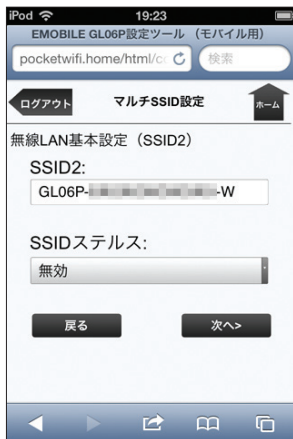 iPod 19:23
EMOBILE GL06P設定ツール （モバイル用）
pocketwifi.home/html/c 検索
ログアウト マルチSSID設定 ホーム
無線LAN基本設定（SSID2）
SSID2:
GL06P- -W
SSIDステルス:
無効
戻る 次へ>